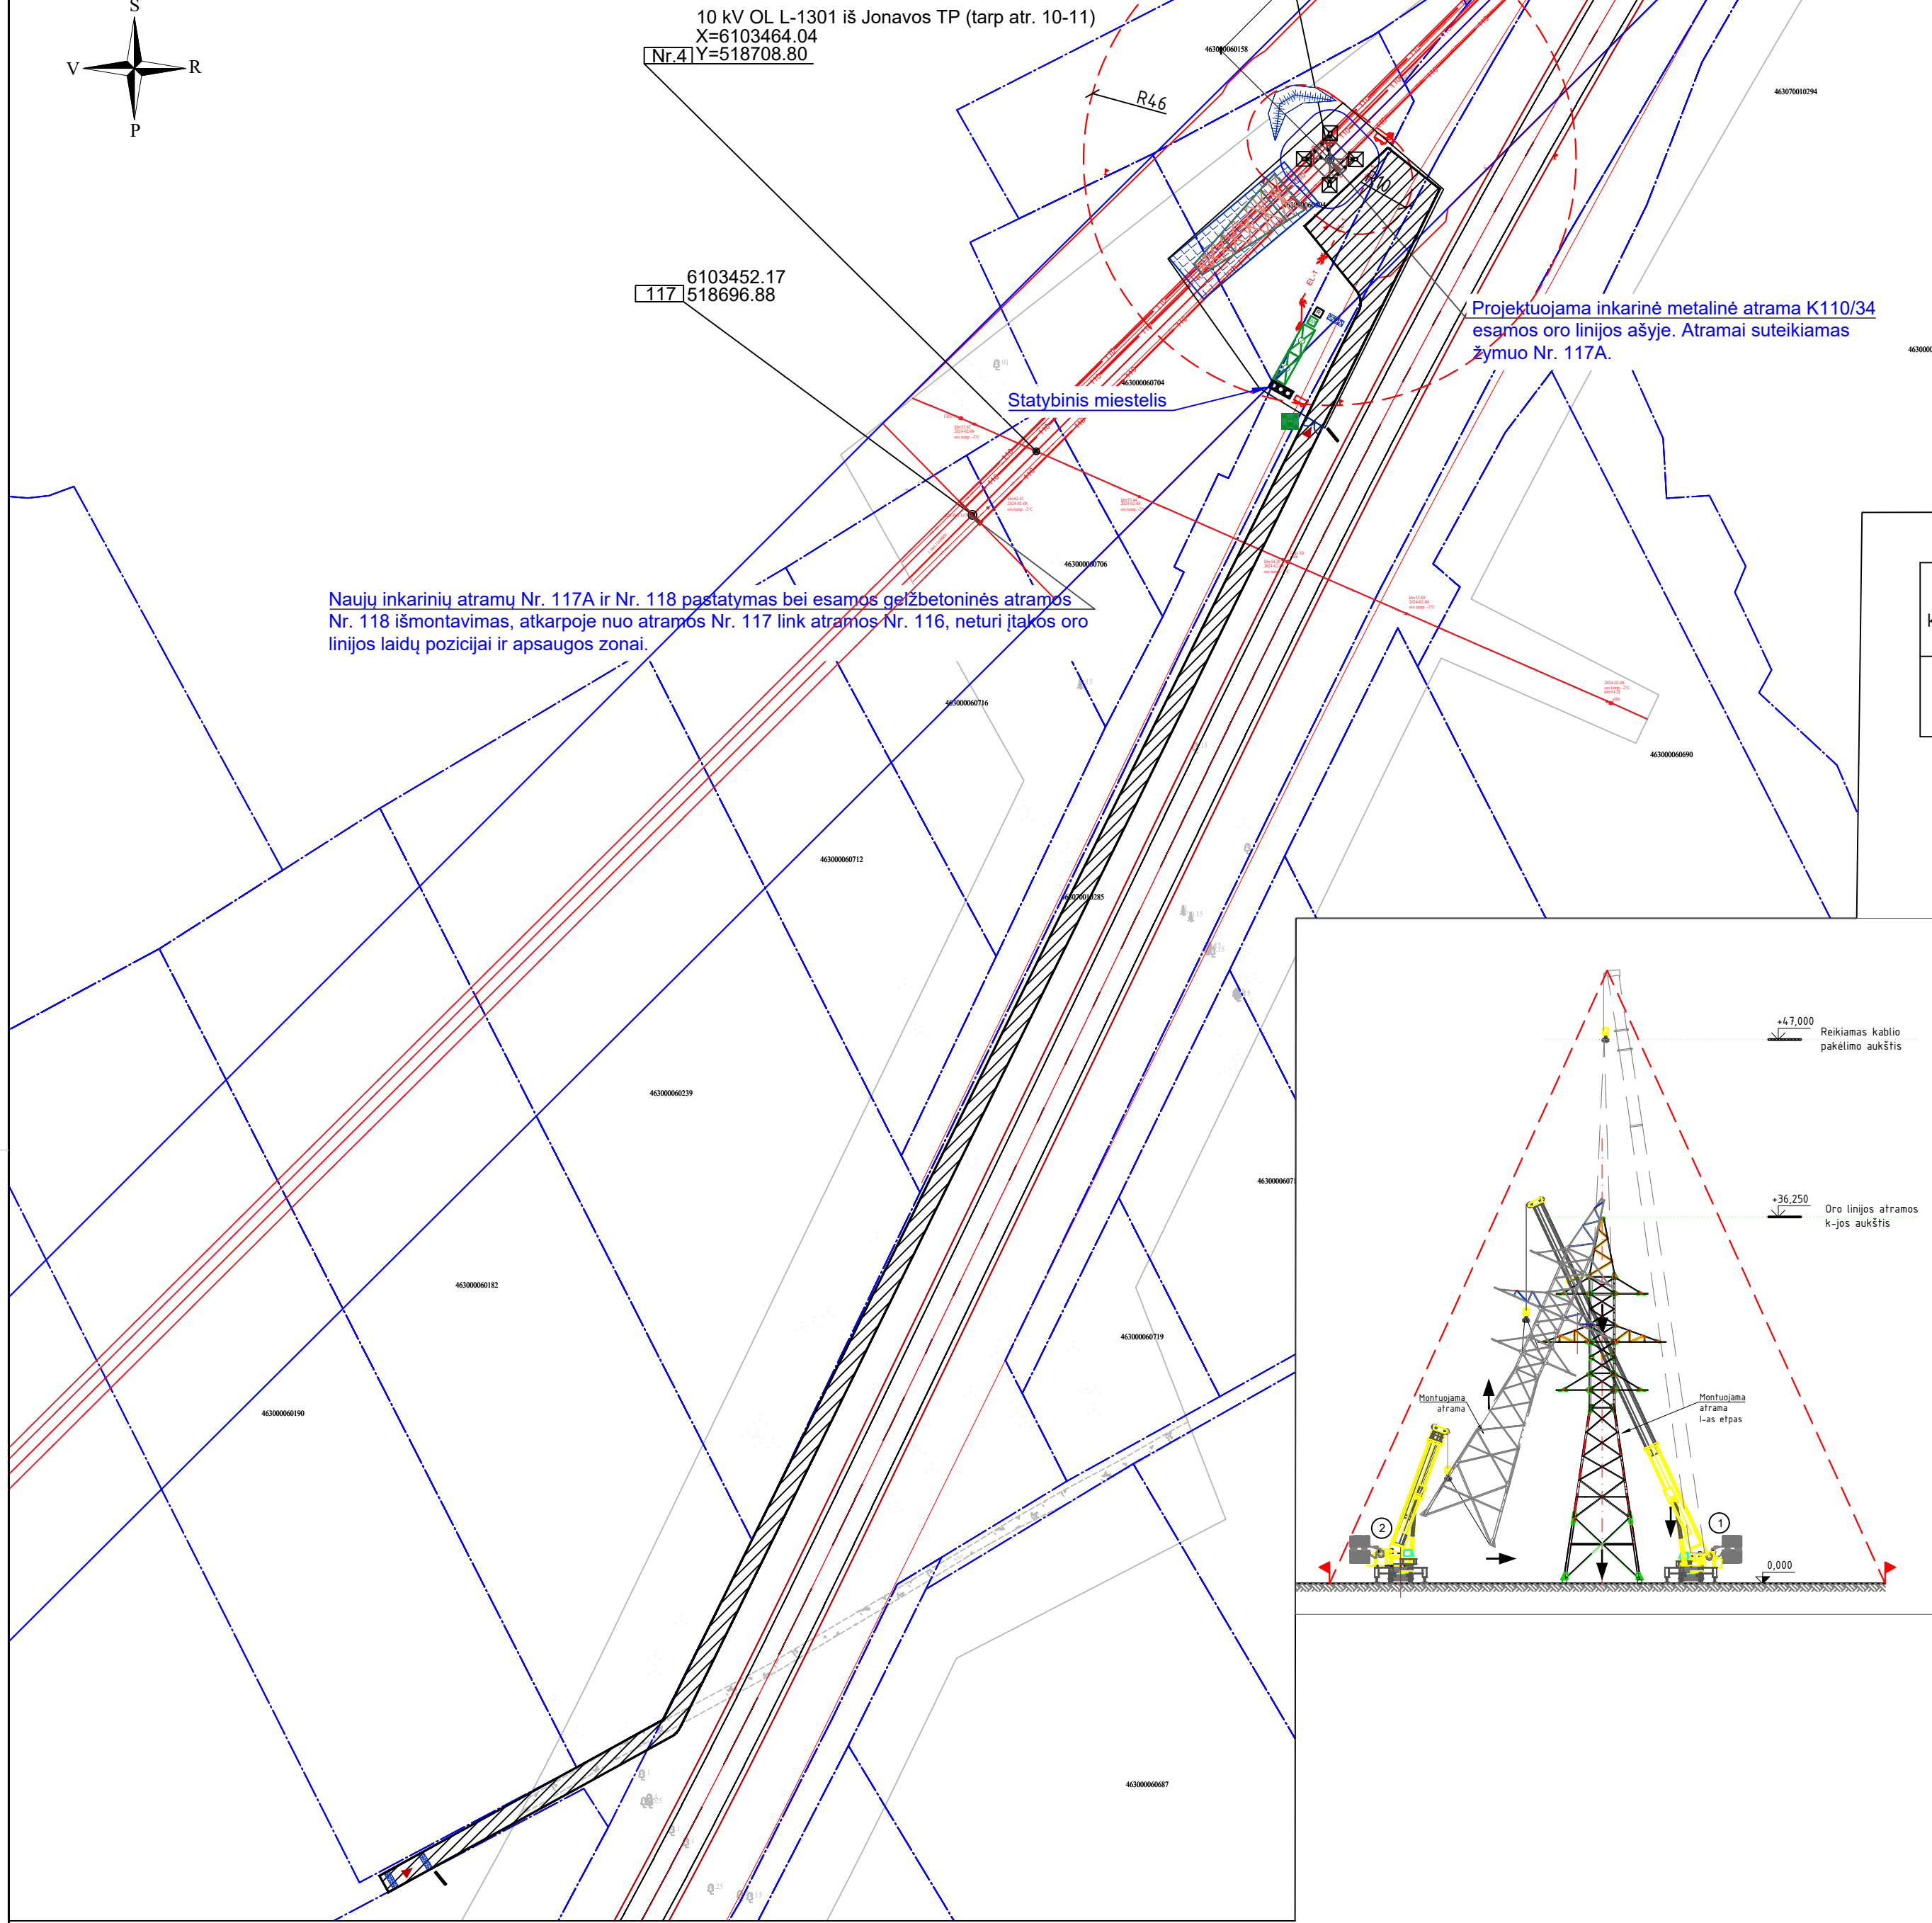 S
V
R
P
10 kV OL L-1301 iš Jonavos TP (tarp atr. 10-11)
X=6103464.04
Nr.4 Y=518708.80
6103452.17
117 518696.88
R46
R10
EL-1
463000060158
463070010294
Projektuojama inkarinė metalinė atrama K110/34
esamos oro linijos ašyje. Atramai suteikiamas
žymuo Nr. 117A.
463000060704
Statybinis miestelis
463000060706
Naujų inkarinių atramų Nr. 117A ir Nr. 118 pastatymas bei esamos gelžbetoninės atramos
Nr. 118 išmontavimas, atkarpoje nuo atramos Nr. 117 link atramos Nr. 116, neturi įtakos oro
linijos laidų pozicijai ir apsaugos zonai.
463000060716
463000060690
463000060712
463070010285
463000060239
463000060182
463000060719
463000060190
463000060687
+47,000
Reikiamas kablio
pakėlimo aukštis
+36,250
Oro linijos atramos
k-jos aukštis
Montuojama
atrama
Montuojama
atrama
I-as etpas
2
1
0,000